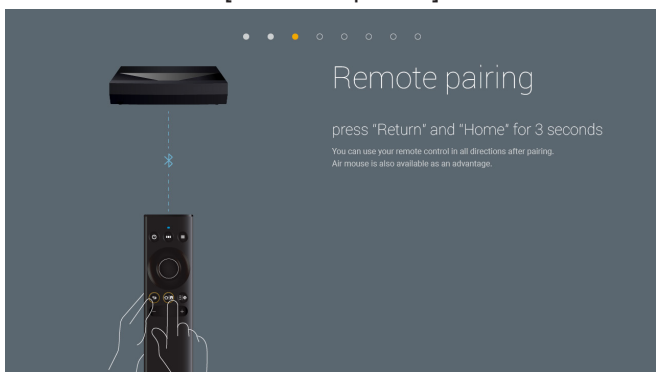 Remote pairing
press "Return" and "Home" for 3 seconds
You can use your remote control in all directions after pairing.
Air mouse is also available as an advantage.